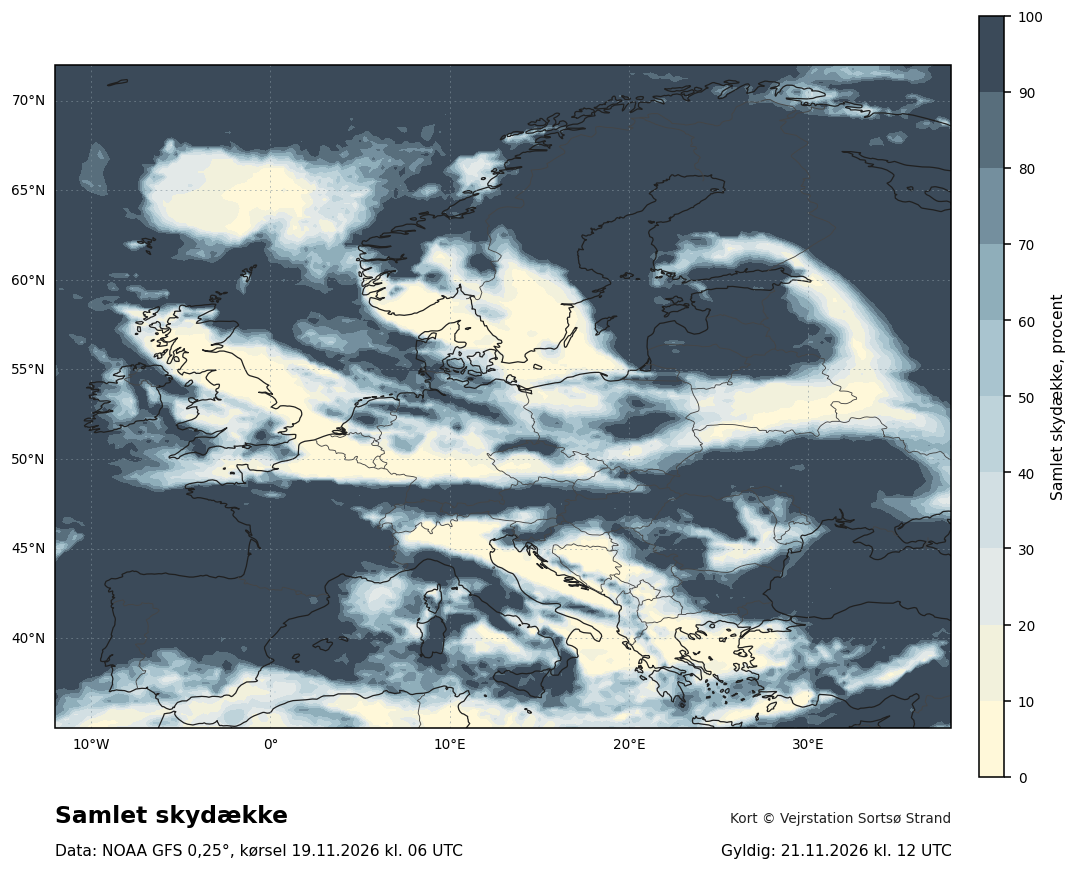 100
90
80
70
60
50
40
30
20
10
0
Samlet skydække, procent
70°N
65°N
60°N
55°N
50°N
45°N
40°N
10°W
0°
10°E
20°E
30°E
Samlet skydække
Kort © Vejrstation Sortsø Strand
Data: NOAA GFS 0,25°, kørsel 19.11.2026 kl. 06 UTC
Gyldig: 21.11.2026 kl. 12 UTC